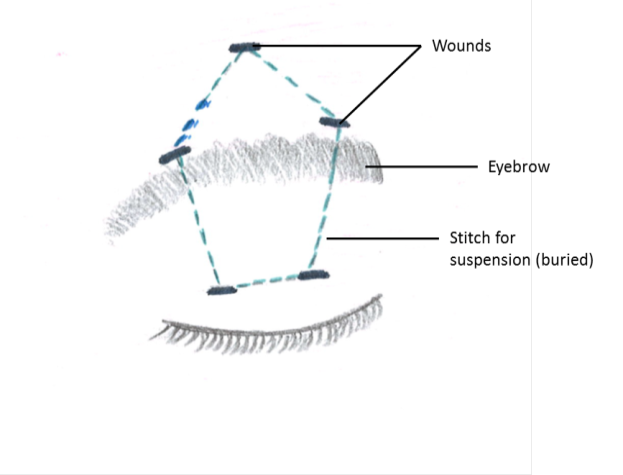 Wounds
Eyebrow
Stitch for
suspension (buried)